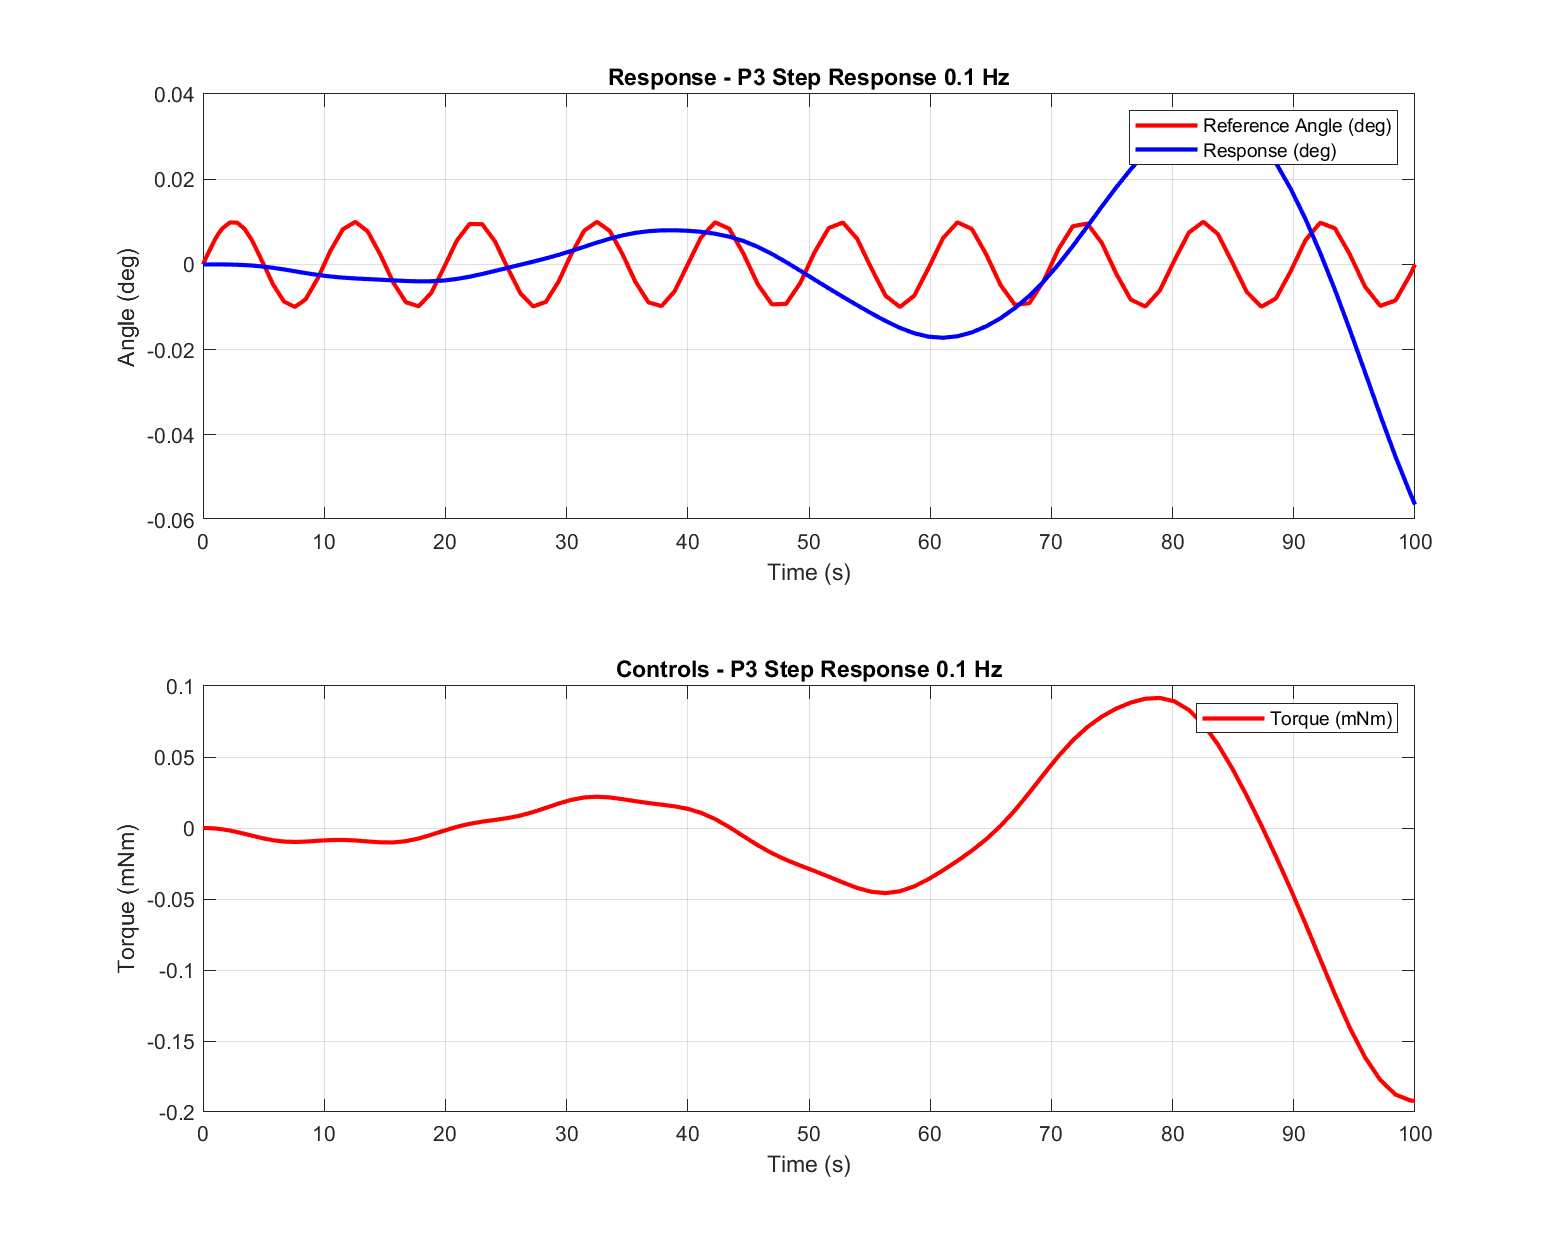 Response - P3 Step Response 0.1 Hz
0.04
0.02
0
-0.02
-0.04
-0.06
Angle (deg)
Reference Angle (deg)
Response (deg)
0 10 20 30 40 50 60 70 80 90 100
Time (s)
Controls - P3 Step Response 0.1 Hz
0.1
0.05
0
-0.05
-0.1
-0.15
-0.2
Torque (mNm)
Torque (mNm)
0 10 20 30 40 50 60 70 80 90 100
Time (s)